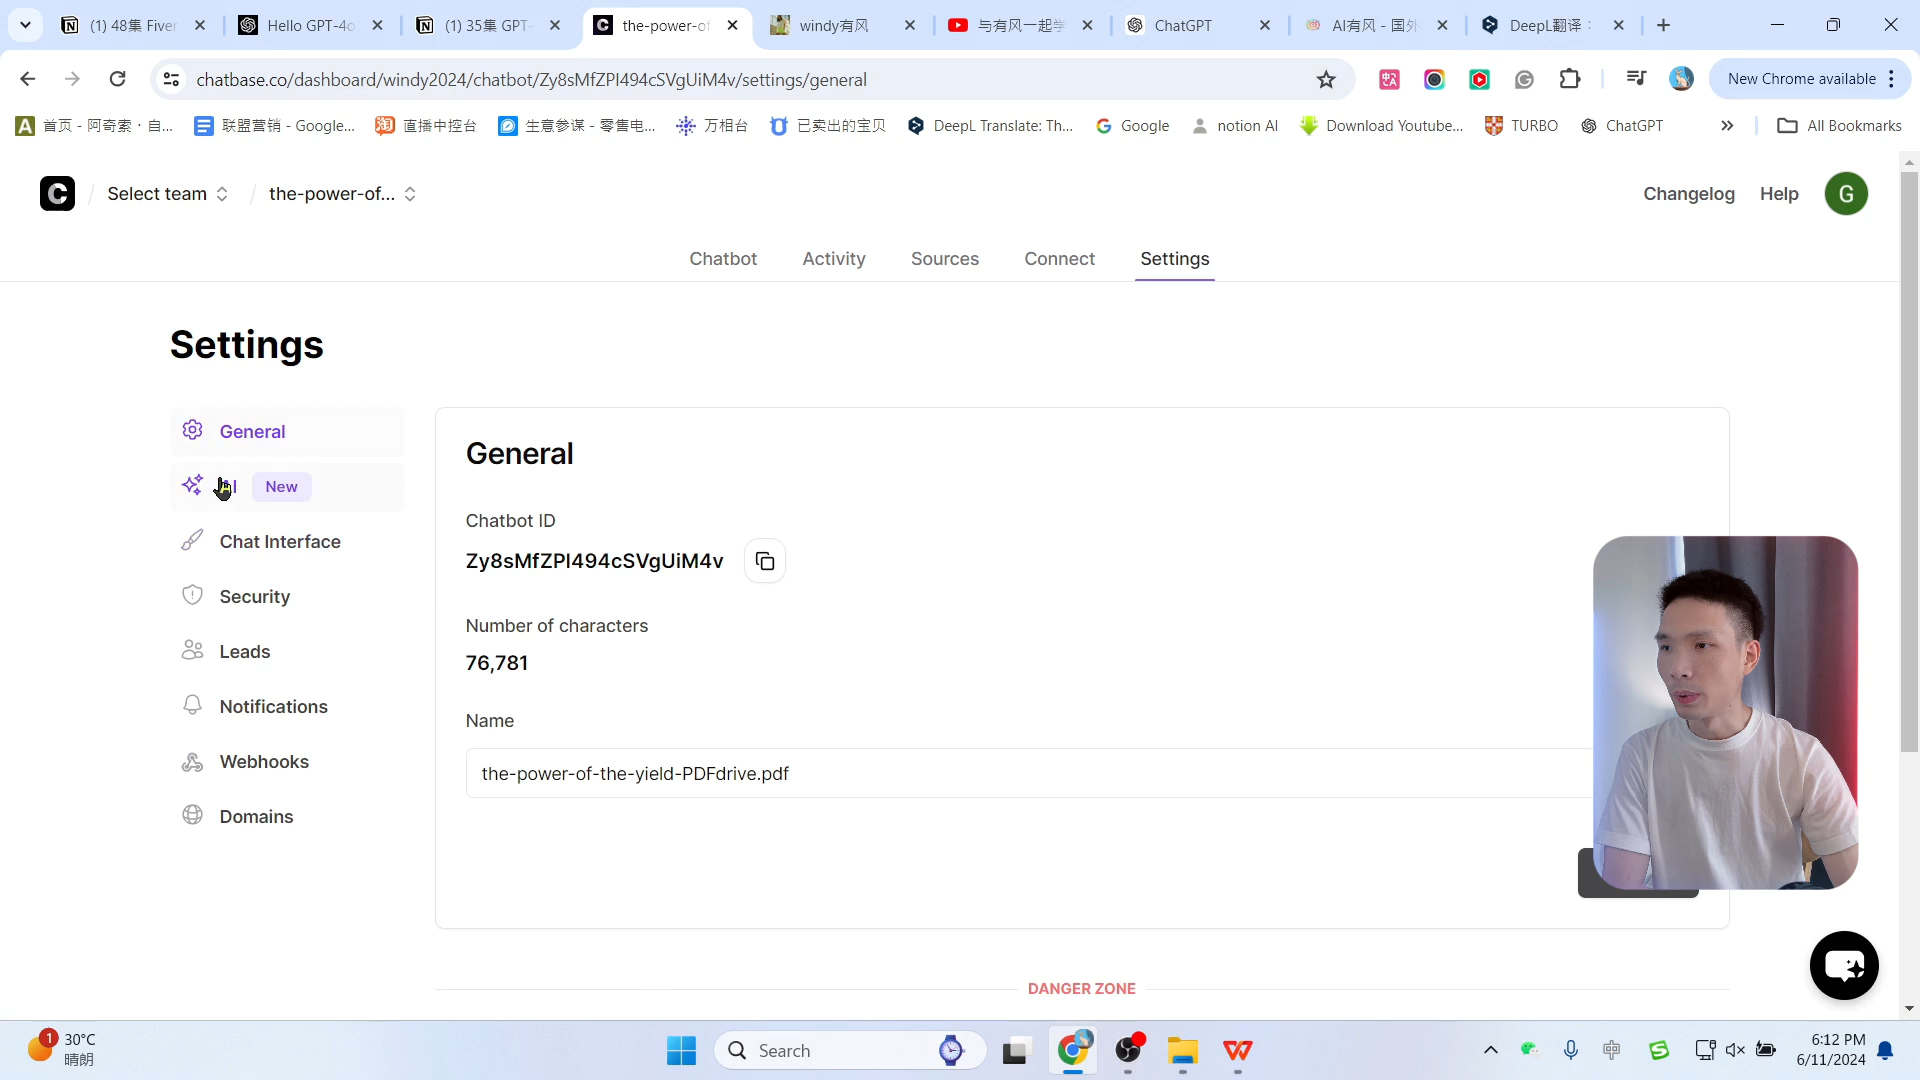 (1) 48集 Fiver
Hello GPT-4o
(1) 35集 GPT-
the-power-of
windy有风
与有风一起学
ChatGPT
AI有风 - 国外
DeepL翻译：
chatbase.co/dashboard/windy2024/chatbot/Zy8sMfZPI494cSVgUiM4v/settings/general
New Chrome available
首页 - 阿奇索 · 自...
联盟营销 - Google...
直播中控台
生意参谋 - 零售电...
万相台
已卖出的宝贝
DeepL Translate: Th...
Google
notion AI
Download Youtube...
TURBO
ChatGPT
All Bookmarks
C
Select team
the-power-of...
Changelog
Help
G
Chatbot
Activity
Sources
Connect
Settings
Settings
General
AI
New
Chat Interface
Security
Leads
Notifications
Webhooks
Domains
General
Chatbot ID
Zy8sMfZPI494cSVgUiM4v
Number of characters
76,781
Name
the-power-of-the-yield-PDFdrive.pdf
DANGER ZONE
1
30°C
晴朗
Search
中
6:12 PM
6/11/2024